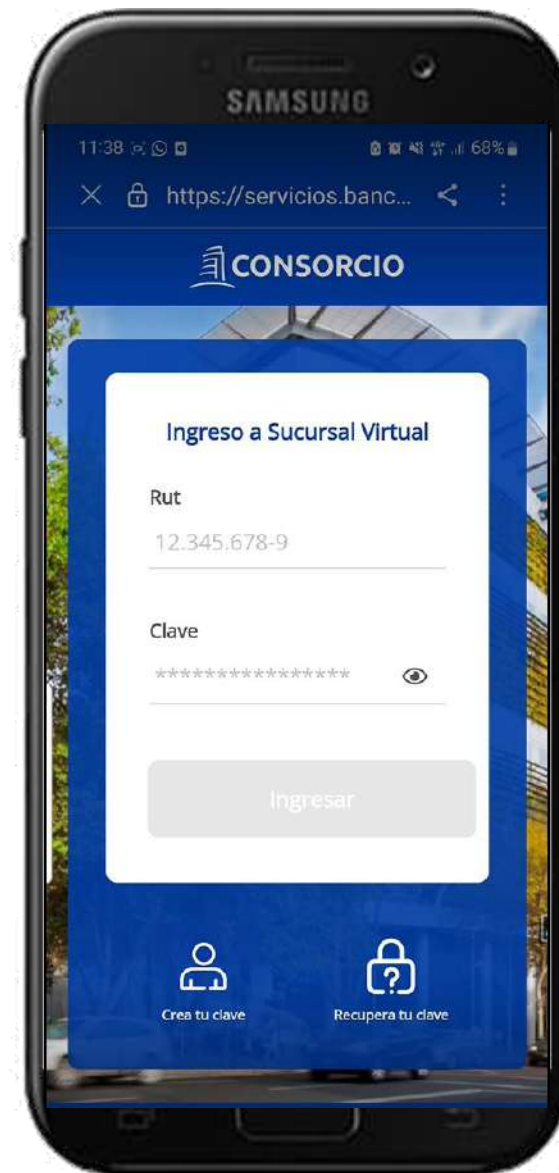 SAMSUNG
11:38 68%
https://servicios.banc...
CONSORCIO
Ingreso a Sucursal Virtual
Rut
12.345.678-9
Clave
****************
Ingresar
Crea tu clave Recupera tu clave